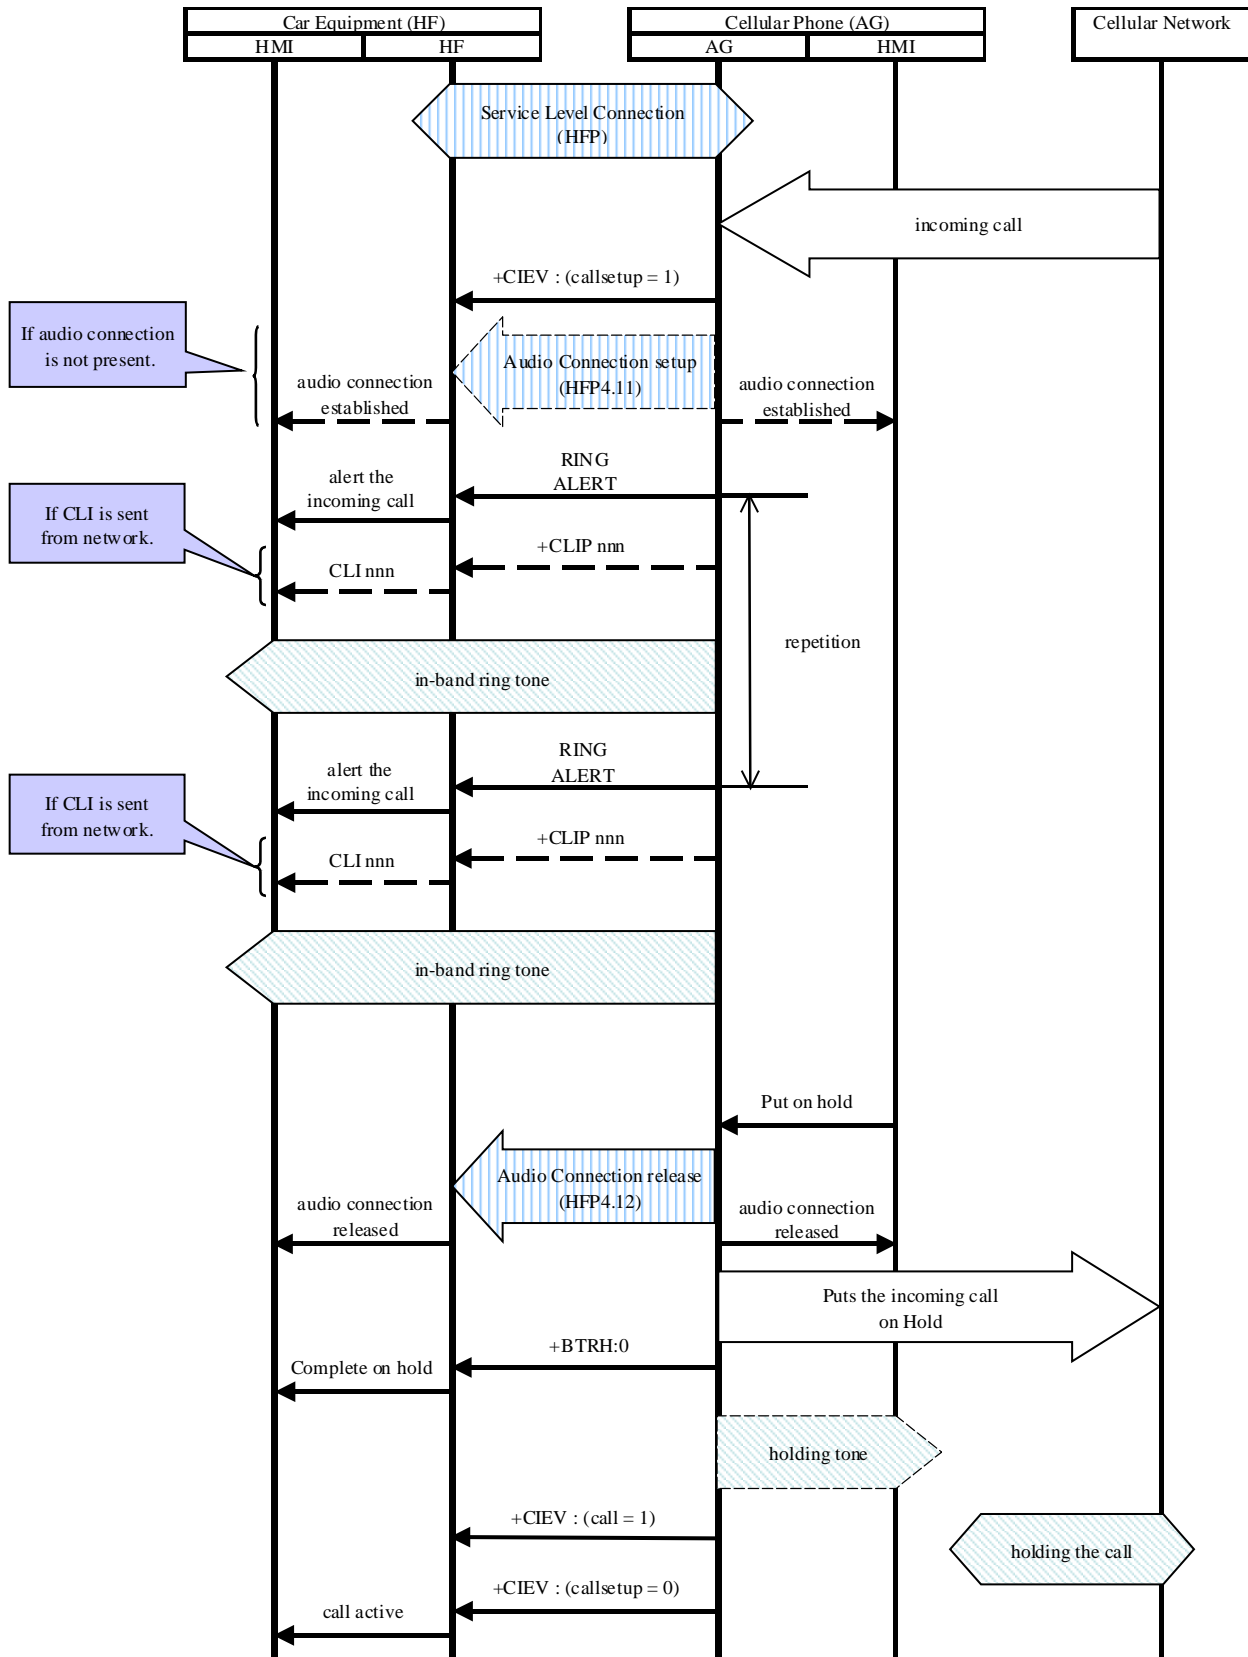 Car Equipment (HF)
Cellular Phone (AG)
Cellular Network
HMI
HF
AG
HMI
Service Level Connection
(HFP)
incoming call
+CIEV : (callsetup = 1)
If audio connection
is not present.
Audio Connection setup
(HFP4.11)
audio connection
established
audio connection
established
RING
ALERT
alert the
incoming call
If CLI is sent
from network.
+CLIP nnn
CLI nnn
repetition
in-band ring tone
RING
ALERT
alert the
incoming call
If CLI is sent
from network.
+CLIP nnn
CLI nnn
in-band ring tone
Put on hold
Audio Connection release
(HFP4.12)
audio connection
released
audio connection
released
Puts the incoming call
on Hold
+BTRH:0
Complete on hold
holding tone
+CIEV : (call = 1)
holding the call
+CIEV : (callsetup = 0)
call active